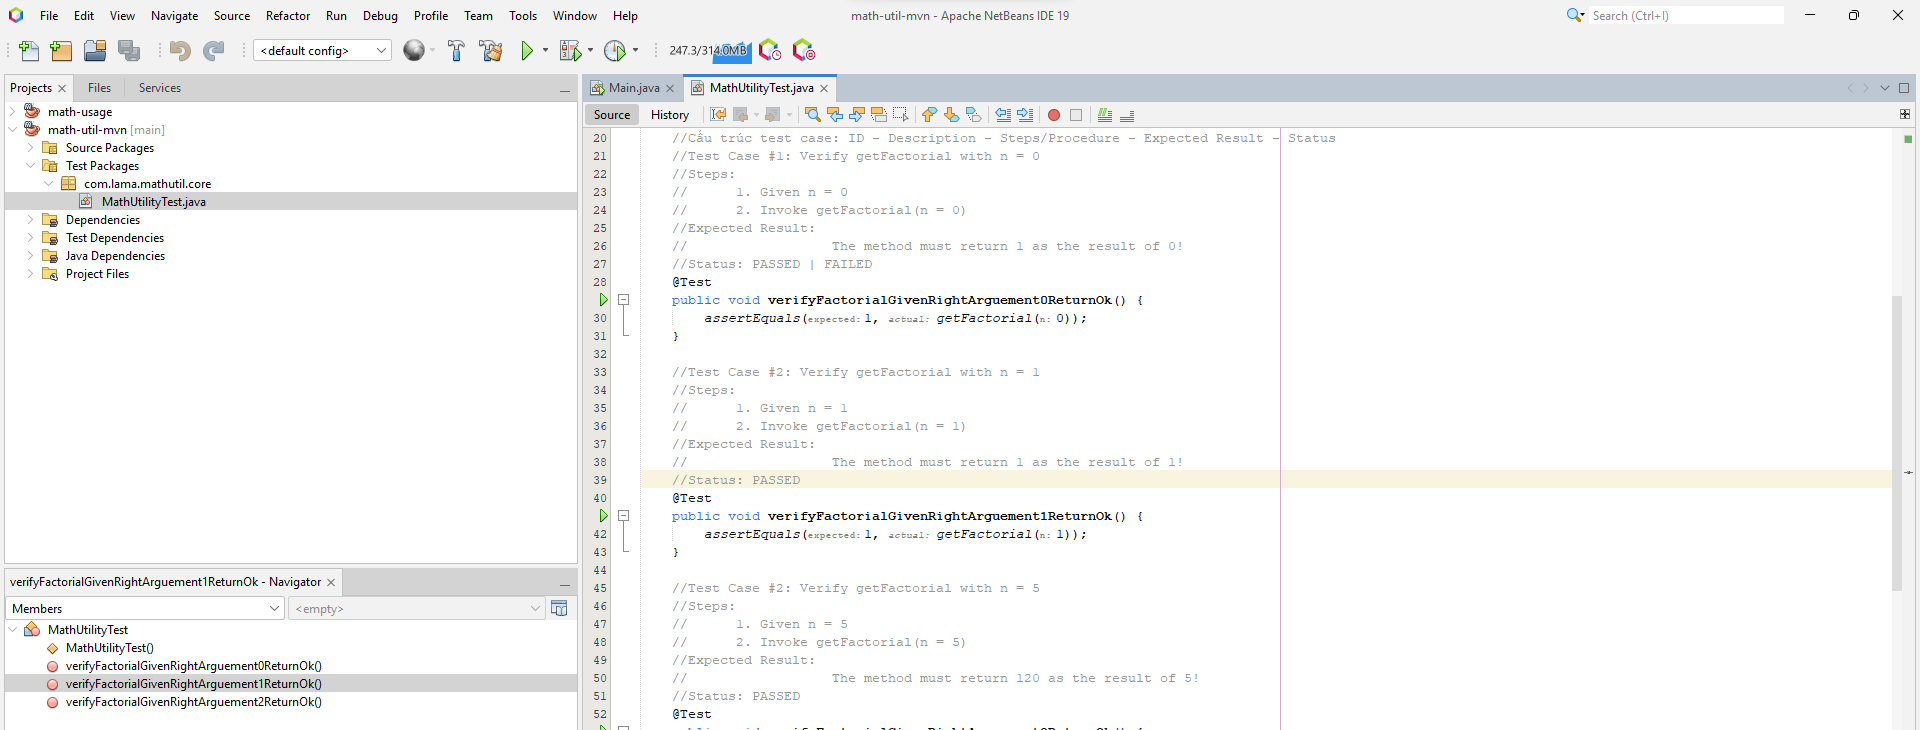 File Edit View Navigate Source Refactor Run Debug Profile Team Tools Window Help
math-util-mvn - Apache NetBeans IDE 19
Search (Ctrl+I)
<default config>
247.3/314.0MB
Projects
Files
Services
math-usage
math-util-mvn [main]
Source Packages
Test Packages
com.lama.mathutil.core
MathUtilityTest.java
Dependencies
Test Dependencies
Java Dependencies
Project Files
verifyFactorialGivenRightArguement1ReturnOk - Navigator
Members
<empty>
MathUtilityTest
MathUtilityTest()
verifyFactorialGivenRightArguement0ReturnOk()
verifyFactorialGivenRightArguement1ReturnOk()
verifyFactorialGivenRightArguement2ReturnOk()
Main.java
MathUtilityTest.java
Source History
20 //Cấu trúc test case: ID - Description - Steps/Procedure - Expected Result - Status
21 //Test Case #1: Verify getFactorial with n = 0
22 //Steps:
23 // 1. Given n = 0
24 // 2. Invoke getFactorial(n = 0)
25 //Expected Result:
26 // The method must return 1 as the result of 0!
27 //Status: PASSED | FAILED
28 @Test
public void verifyFactorialGivenRightArguement0ReturnOk() {
30 assertEquals(expected: 1, actual: getFactorial(n: 0));
31 }
32
33 //Test Case #2: Verify getFactorial with n = 1
34 //Steps:
35 // 1. Given n = 1
36 // 2. Invoke getFactorial(n = 1)
37 //Expected Result:
38 // The method must return 1 as the result of 1!
39 //Status: PASSED
40 @Test
public void verifyFactorialGivenRightArguement1ReturnOk() {
42 assertEquals(expected: 1, actual: getFactorial(n: 1));
43 }
44
45 //Test Case #2: Verify getFactorial with n = 5
46 //Steps:
47 // 1. Given n = 5
48 // 2. Invoke getFactorial(n = 5)
49 //Expected Result:
50 // The method must return 120 as the result of 5!
51 //Status: PASSED
52 @Test